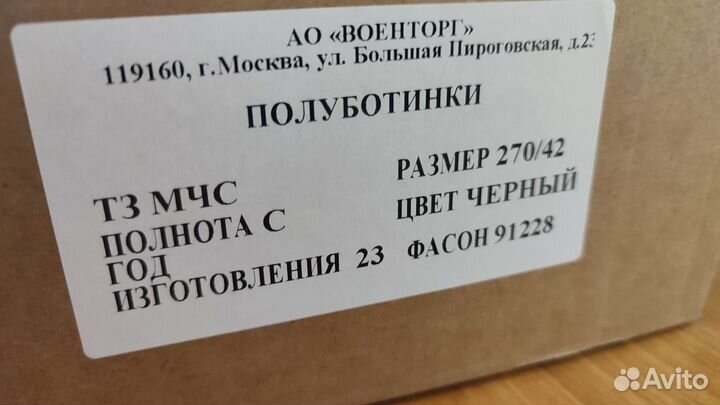 АО «ВОЕНТОРГ»
119160, г.Москва, ул. Большая Пироговская, д.23
ПОЛУБОТИНКИ
ТЗ МЧС РАЗМЕР 270/42
ПОЛНОТА С ЦВЕТ ЧЕРНЫЙ
ГОД
ИЗГОТОВЛЕНИЯ 23 ФАСОН 91228
Avito